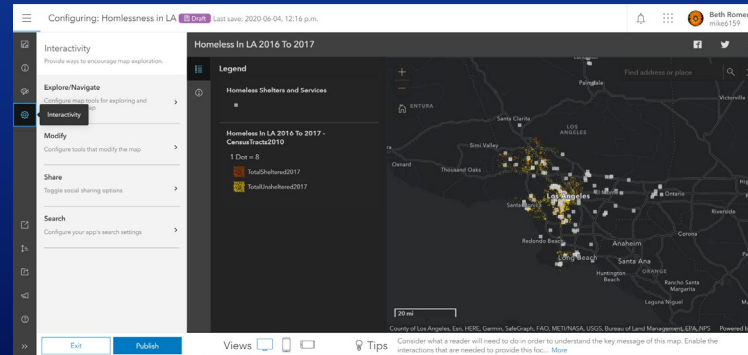 Configuring: Homelessness in LA Draft Last save: 2020-06-04, 12:16 p.m.
Beth Romer
mike6159
Interactivity
Provide ways to encourage map exploration.
Explore/Navigate
Configure map tools for exploring and
Interactivity
Modify
Configure tools that modify the map
Share
Toggle social sharing options
Search
Configure your app's search settings
Exit
Publish
Homeless In LA 2016 To 2017
Legend
Homeless Shelters and Services
Homeless In LA 2016 To 2017 -
CensusTracts2010
1 Dot = 8
TotalSheltered2017
TotalUnsheltered2017
Find address or place
Palmdale
Victorville
ENTURA
Santa Clarita
LOS
ANGELES
Simi Valley
Oxnard
Thousand Oaks
Los Angeles
El Monte
Ontario
Riverside
Redondo Beach
Anaheim
Corona
Long Beach
Santa Ana
Huntington
Beach
ORANGE
Rancho Santa
Margarita
Laguna Niguel
20 mi
County of Los Angeles, Esri, HERE, Garmin, SafeGraph, FAO, METI/NASA, USGS, Bureau of Land Management, EPA, NPS
Views
Tips
Consider what a reader will need to do in order to understand the key message of this map. Enable the
interactions that are needed to provide this foc... More